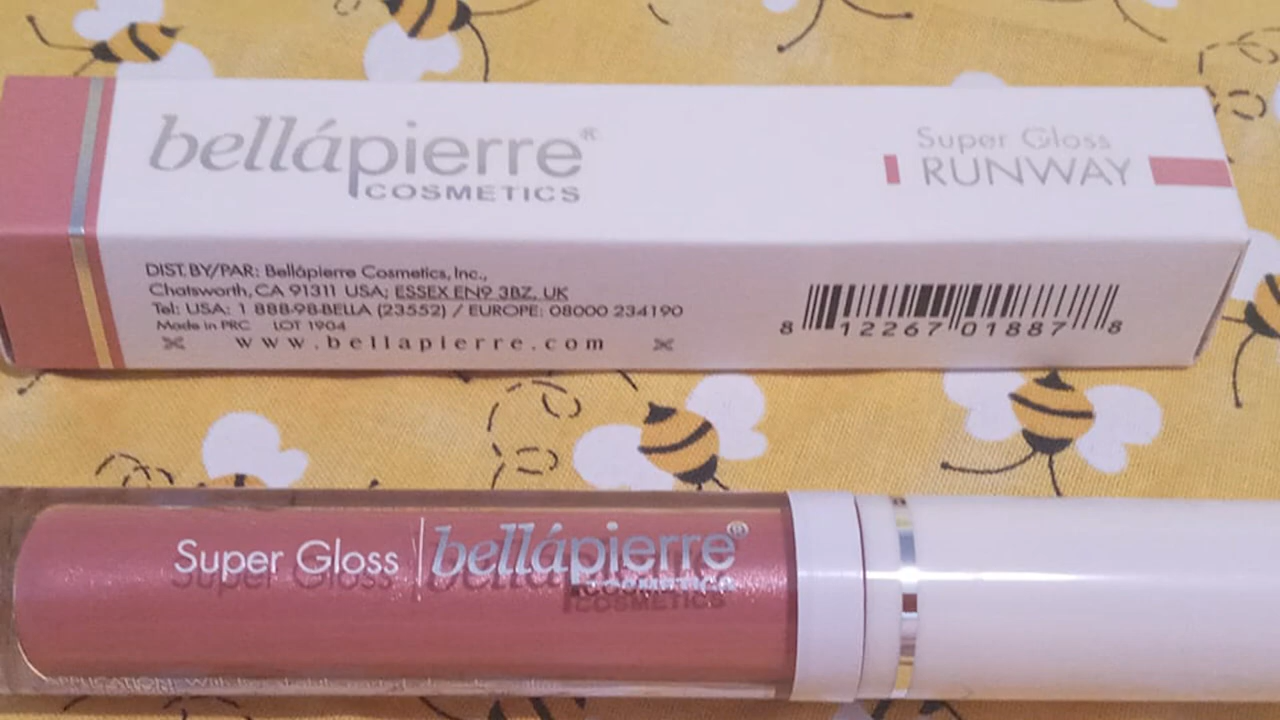 bellápierre®
COSMETICS
Super Gloss
RUNWAY
DIST. BY/PAR: Bellápierre Cosmetics, Inc.,
Chatsworth, CA 91311 USA; ESSEX EN9 3BZ, UK
Tel: USA: 1 888-98-BELLA (23552) / EUROPE: 08000 234190
Made in PRC LOT 1904
www.bellapierre.com
8 12267 01887 8
Super Gloss | bellápierre®
COSMETICS
APPLICATION: With